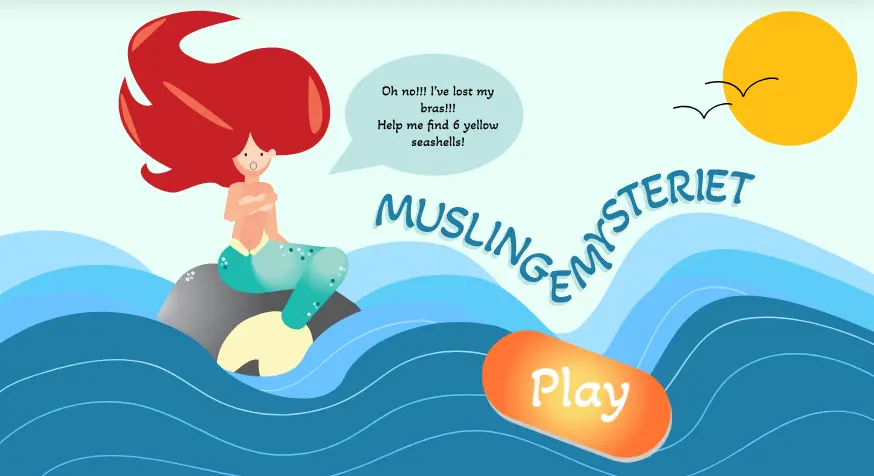 Oh no!!! I've lost my
bras!!!
Help me find 6 yellow
seashells!
MUSLINGEMYSTERIET
Play